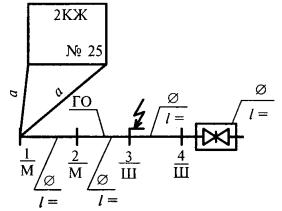 2КЖ
№ 25
a
a
ГО
∅
l =
∅
l =
1
М
2
М
3
Ш
4
Ш
∅
l =
∅
l =